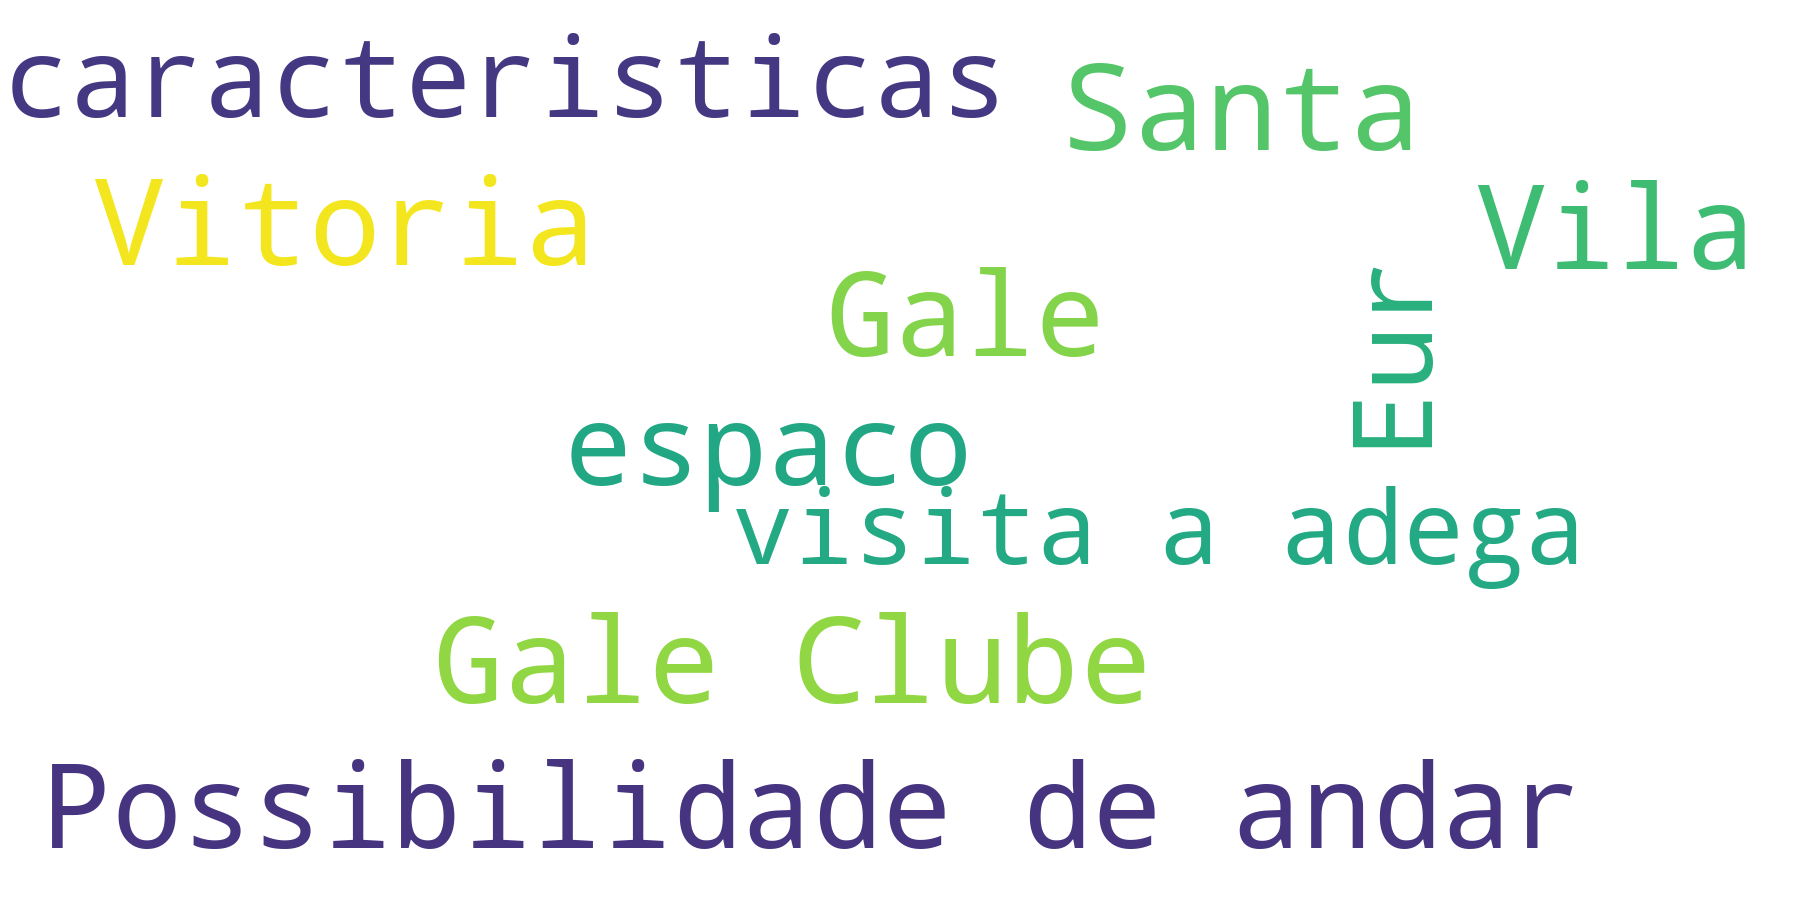 caracteristicas
Santa
Vitoria
Vila
Gale
Eur
espaco
visita a adega
Gale Clube
Possibilidade de andar